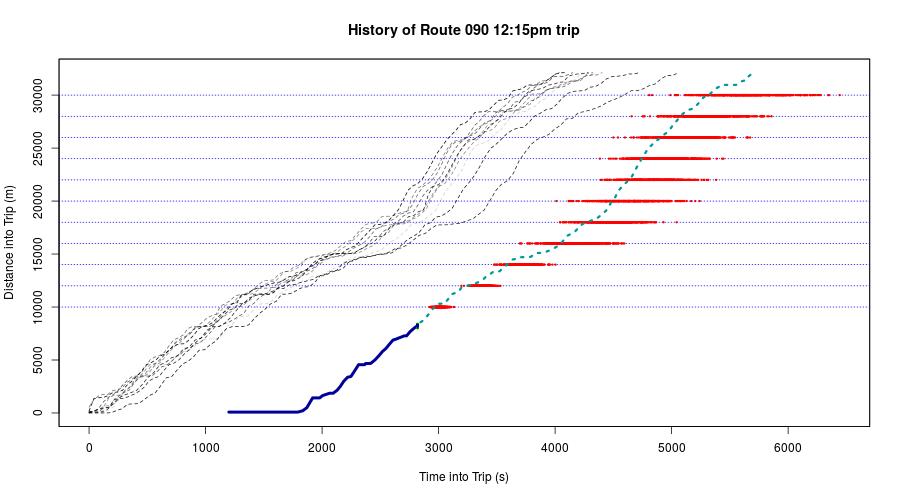 History of Route 090 12:15pm trip
Distance Into Trip (m)
30000
25000
20000
15000
10000
5000
0
0 1000 2000 3000 4000 5000 6000
Time into Trip (s)